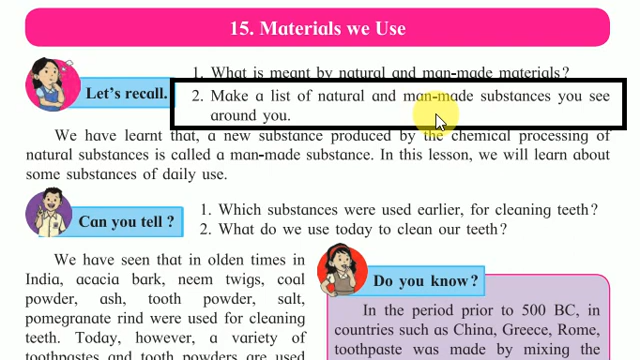 15. Materials we Use
Let's recall.
1. What is meant by natural and man-made materials?
2. Make a list of natural and man-made substances you see
around you.
We have learnt that, a new substance produced by the chemical processing of
natural substances is called a man-made substance. In this lesson, we will learn about
some substances of daily use.
Can you tell ?
1. Which substances were used earlier, for cleaning teeth?
2. What do we use today to clean our teeth?
We have seen that in olden times in
India, acacia bark, neem twigs, coal
powder, ash, tooth powder, salt,
pomegranate rind were used for cleaning
teeth. Today, however, a variety of
toothpastes and tooth powders are used
Do you know?
In the period prior to 500 BC, in
countries such as China, Greece, Rome,
toothpaste was made by mixing the